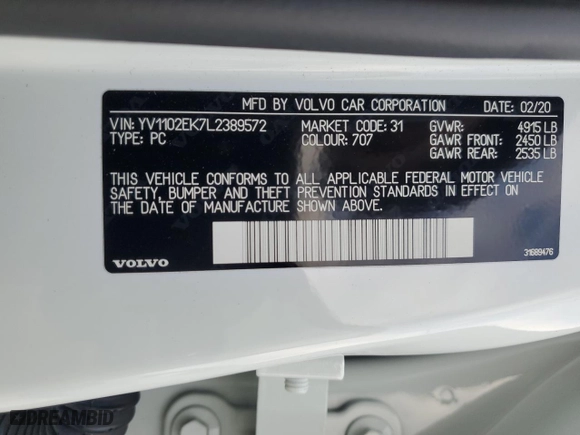 MFD BY VOLVO CAR CORPORATION DATE: 02/20
VIN: YV1102EK7L2389572 MARKET CODE: 31 GVWR: 4915 LB
TYPE: PC COLOUR: 707 GAWR FRONT: 2450 LB
GAWR REAR: 2535 LB
THIS VEHICLE CONFORMS TO ALL APPLICABLE FEDERAL MOTOR VEHICLE
SAFETY, BUMPER AND THEFT PREVENTION STANDARDS IN EFFECT ON
THE DATE OF MANUFACTURE SHOWN ABOVE.
VOLVO 31689476
DREAMBID